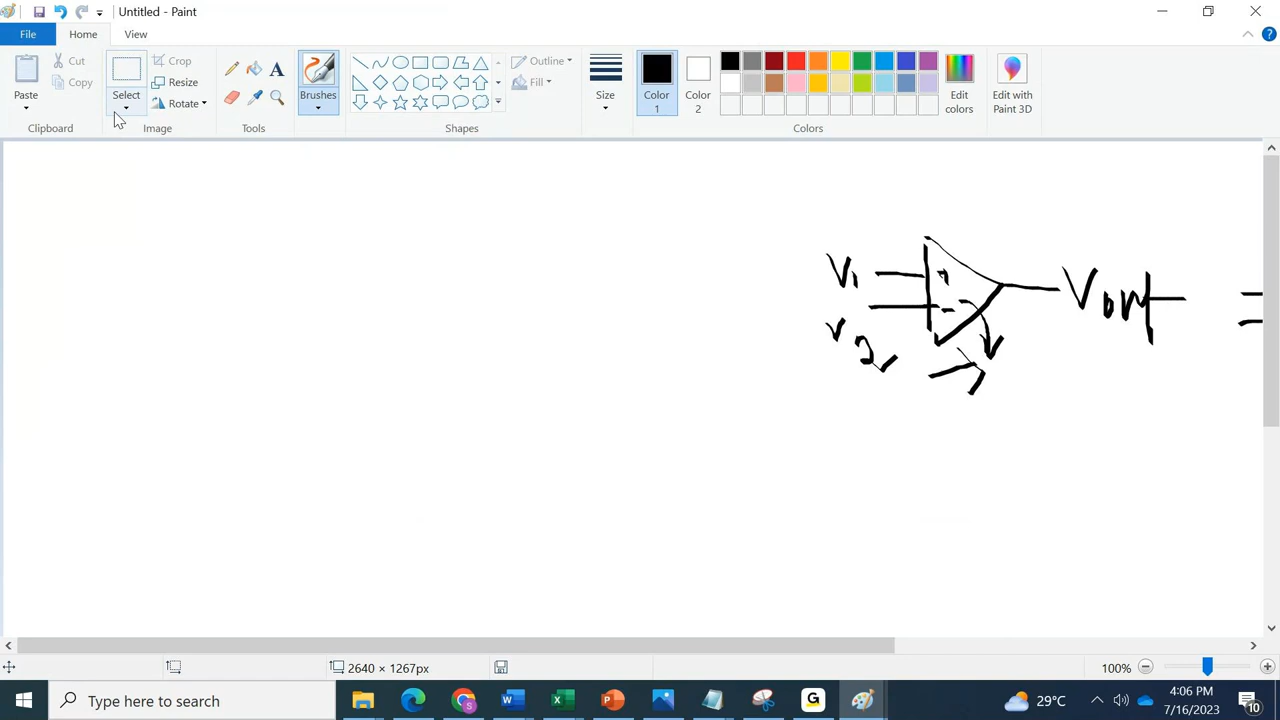 Untitled - Paint
File Home View
Paste
Cut
Copy
Clipboard
Select
Crop
Resize
Rotate
Image
Tools
Brushes
Outline
Fill
Shapes
Size
Color 1
Color 2
Edit colors
Colors
Edit with Paint 3D
V1
+
Vout
-
V2
=
2640 × 1267px
100%
Type here to search
29°C
4:06 PM
7/16/2023
10